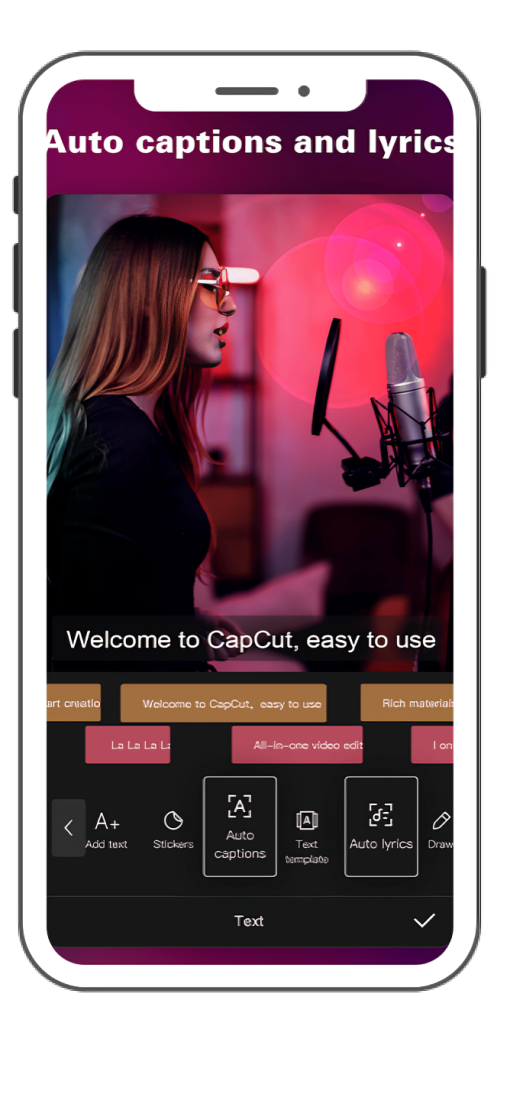 Auto captions and lyrics
Welcome to CapCut, easy to use
art creatio
Welcome to CapCut, easy to use
Rich materials
La La La La
All-in-one video edit
I on
A+
Add text
Stickers
A
Auto
captions
A
Text
template
Auto lyrics
Draw
Text